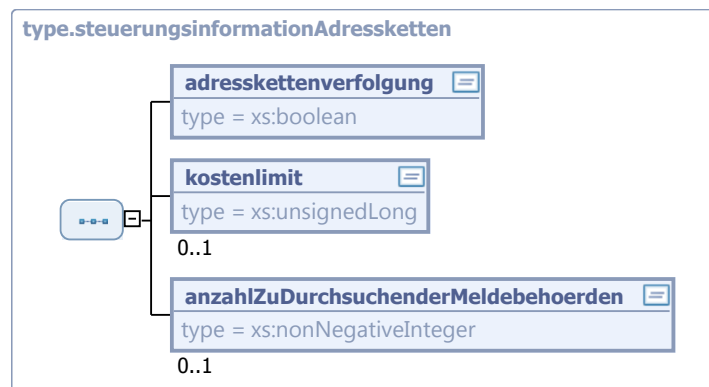 type.steuerungsinformationAdressketten
adresskettenverfolgung
type = xs:boolean
kostenlimit
type = xs:unsignedLong
0..1
anzahlZuDurchsuchenderMeldebehoerden
type = xs:nonNegativeInteger
0..1